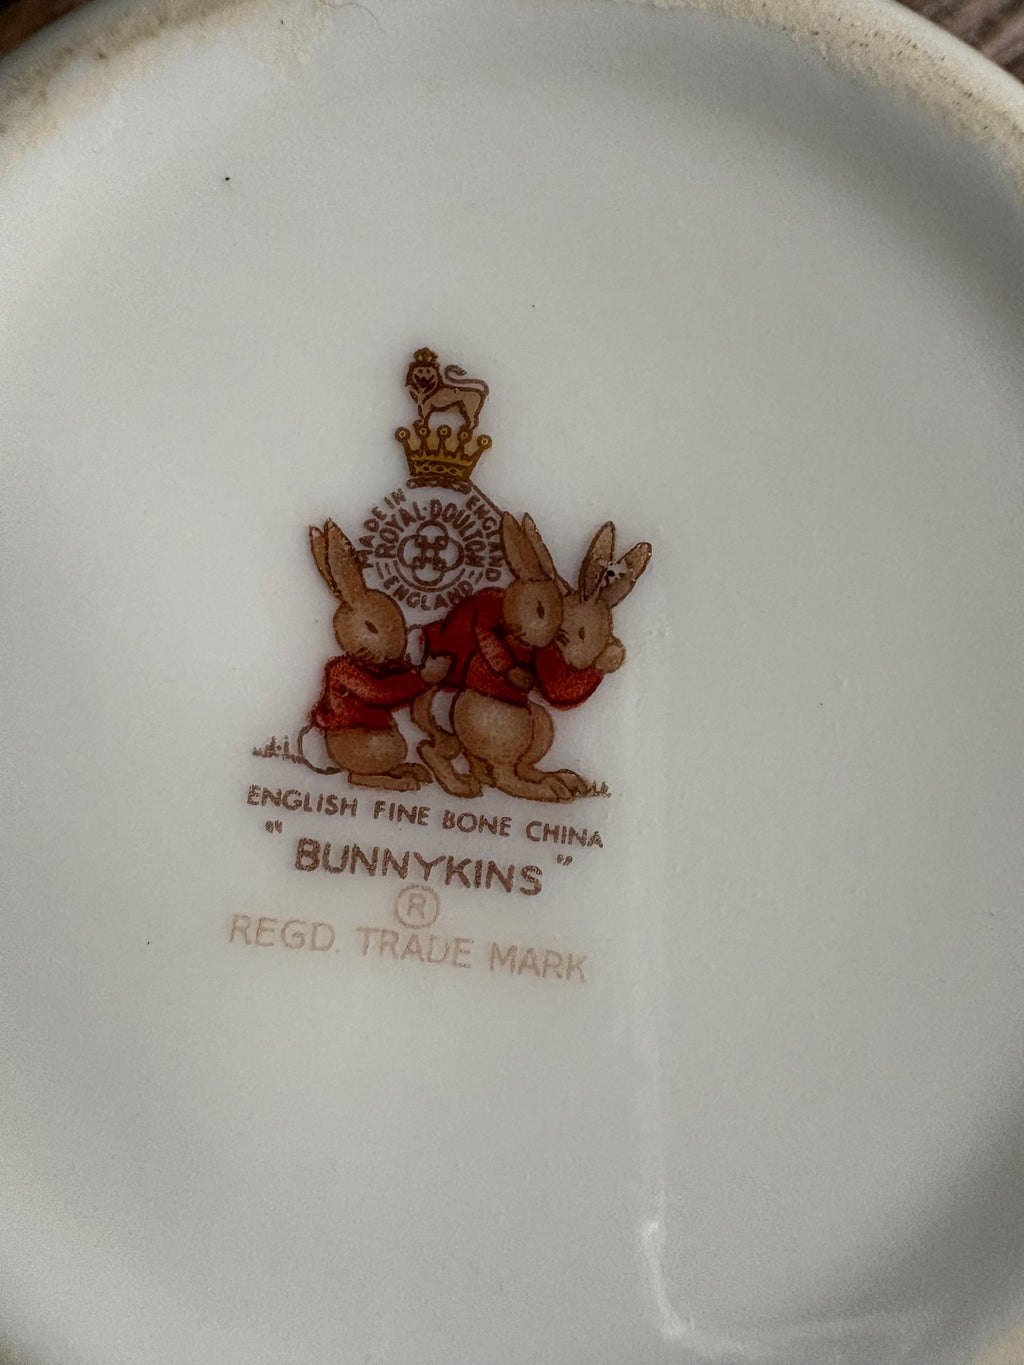 MADE IN ENGLAND
ROYAL·DOULTON
ENGLAND
ENGLISH FINE BONE CHINA
"BUNNYKINS"
®
REGD. TRADE MARK